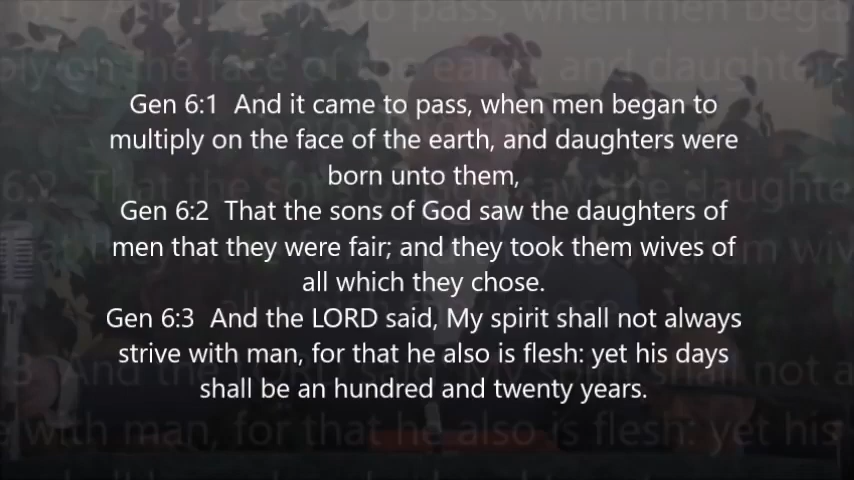 Gen 6:1  And it came to pass, when men began to
multiply on the face of the earth, and daughters were
born unto them,
Gen 6:2  That the sons of God saw the daughters of
men that they were fair; and they took them wives of
all which they chose.
Gen 6:3  And the LORD said, My spirit shall not always
strive with man, for that he also is flesh: yet his days
shall be an hundred and twenty years.